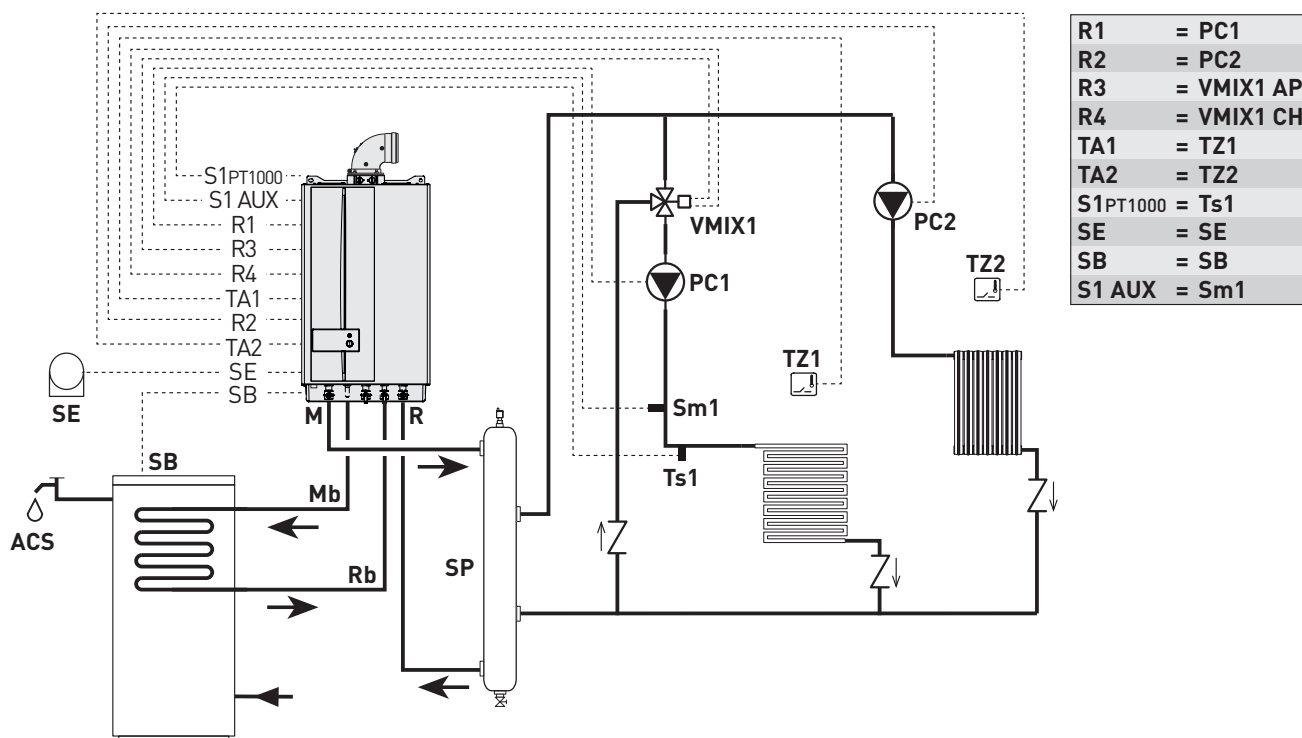 S1PT1000
S1 AUX
R1
R3
R4
TA1
R2
TA2
SE
SB
SE
M
R
VMIX1
PC1
PC2
TZ2
TZ1
Sm1
Ts1
SB
Mb
ACS
Rb
SP
R1 = PC1
R2 = PC2
R3 = VMIX1 AP
R4 = VMIX1 CH
TA1 = TZ1
TA2 = TZ2
S1PT1000 = Ts1
SE = SE
SB = SB
S1 AUX = Sm1